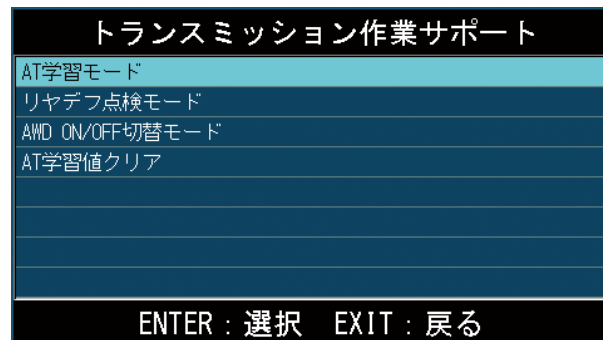 トランスミッション作業サポート
AT学習モード
リヤデフ点検モード
AWD ON/OFF切替モード
AT学習値クリア
ENTER：選択　EXIT：戻る